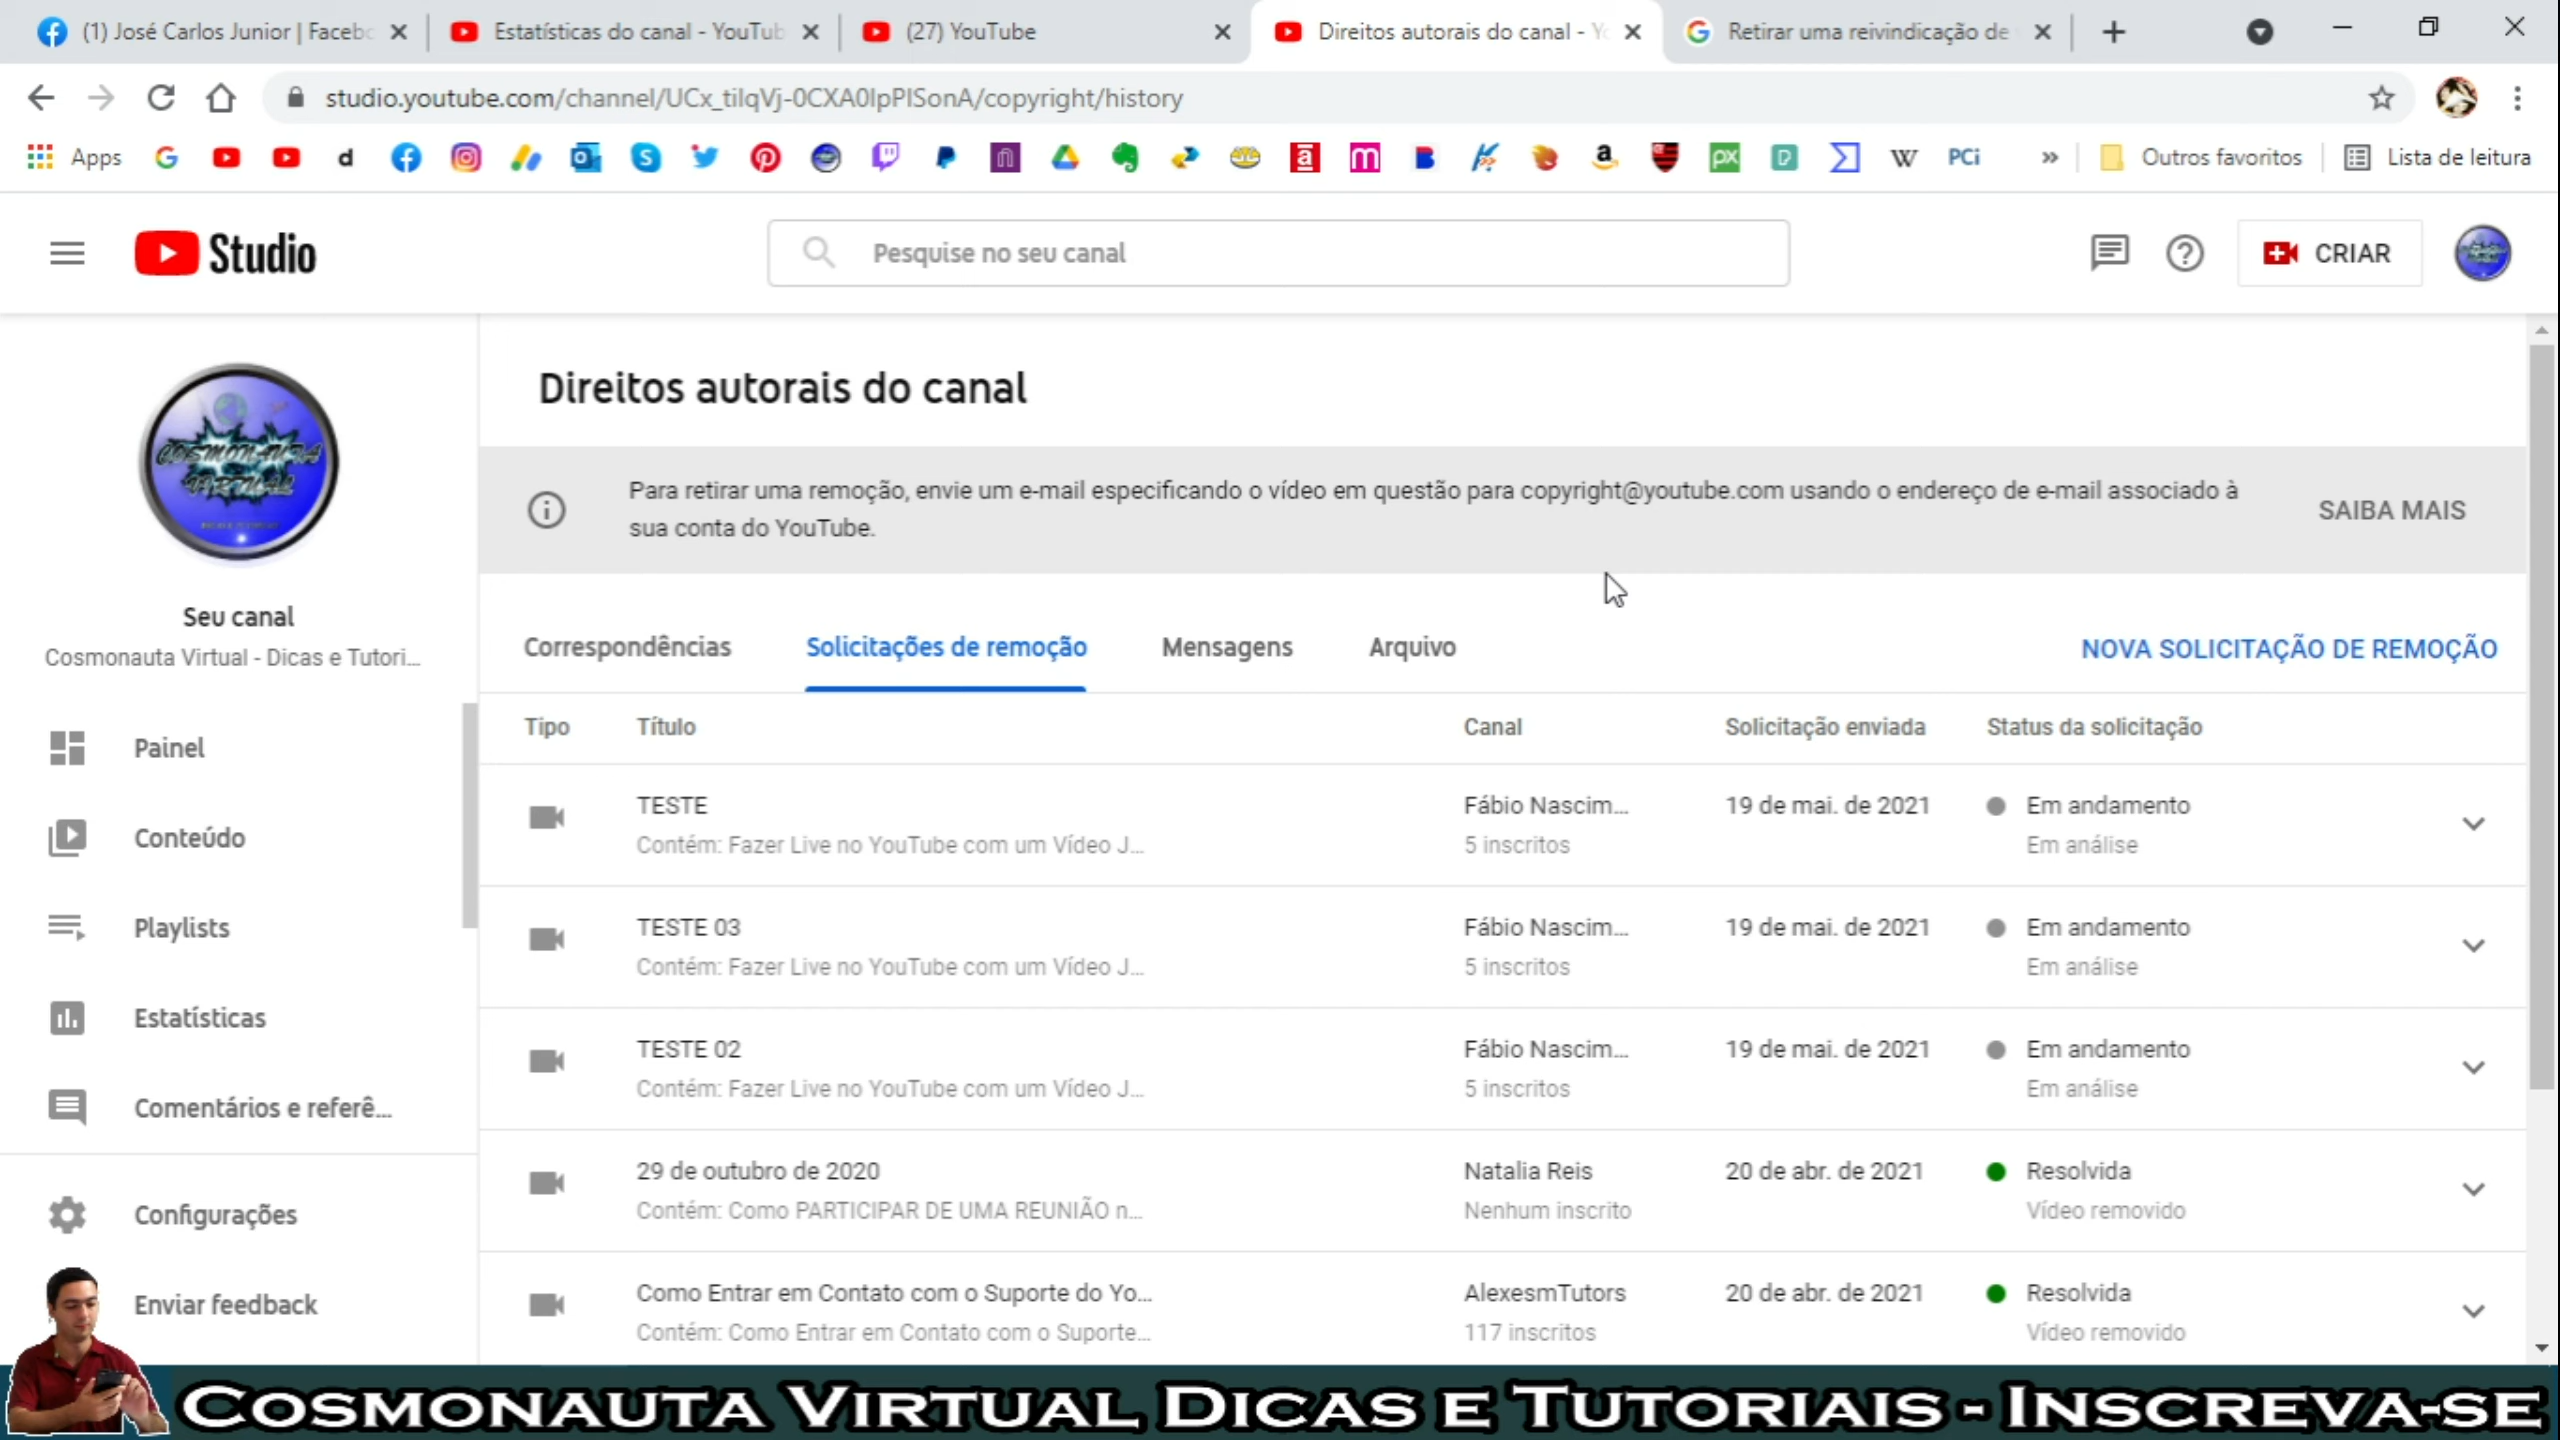 (1) José Carlos Junior | Facebo
Estatísticas do canal - YouTub
(27) YouTube
Direitos autorais do canal - Yo
Retirar uma reivindicação de
studio.youtube.com/channel/UCx_tiIqVj-0CXA0IpPISonA/copyright/history
Apps
PCi
Outros favoritos
Lista de leitura
Studio
Pesquise no seu canal
CRIAR
COSMONAUTA
VIRTUAL
Seu canal
Cosmonauta Virtual - Dicas e Tutori...
Painel
Conteúdo
Playlists
Estatísticas
Comentários e referê...
Configurações
Enviar feedback
Direitos autorais do canal
Para retirar uma remoção, envie um e-mail especificando o vídeo em questão para copyright@youtube.com usando o endereço de e-mail associado à
sua conta do YouTube.
SAIBA MAIS
Correspondências
Solicitações de remoção
Mensagens
Arquivo
NOVA SOLICITAÇÃO DE REMOÇÃO
Tipo
Título
Canal
Solicitação enviada
Status da solicitação
TESTE
Contém: Fazer Live no YouTube com um Vídeo J...
Fábio Nascim...
5 inscritos
19 de mai. de 2021
Em andamento
Em análise
TESTE 03
Contém: Fazer Live no YouTube com um Vídeo J...
Fábio Nascim...
5 inscritos
19 de mai. de 2021
Em andamento
Em análise
TESTE 02
Contém: Fazer Live no YouTube com um Vídeo J...
Fábio Nascim...
5 inscritos
19 de mai. de 2021
Em andamento
Em análise
29 de outubro de 2020
Contém: Como PARTICIPAR DE UMA REUNIÃO n...
Natalia Reis
Nenhum inscrito
20 de abr. de 2021
Resolvida
Vídeo removido
Como Entrar em Contato com o Suporte do Yo...
Contém: Como Entrar em Contato com o Suporte...
AlexesmTutors
117 inscritos
20 de abr. de 2021
Resolvida
Vídeo removido
COSMONAUTA VIRTUAL DICAS E TUTORIAIS - INSCREVA-SE